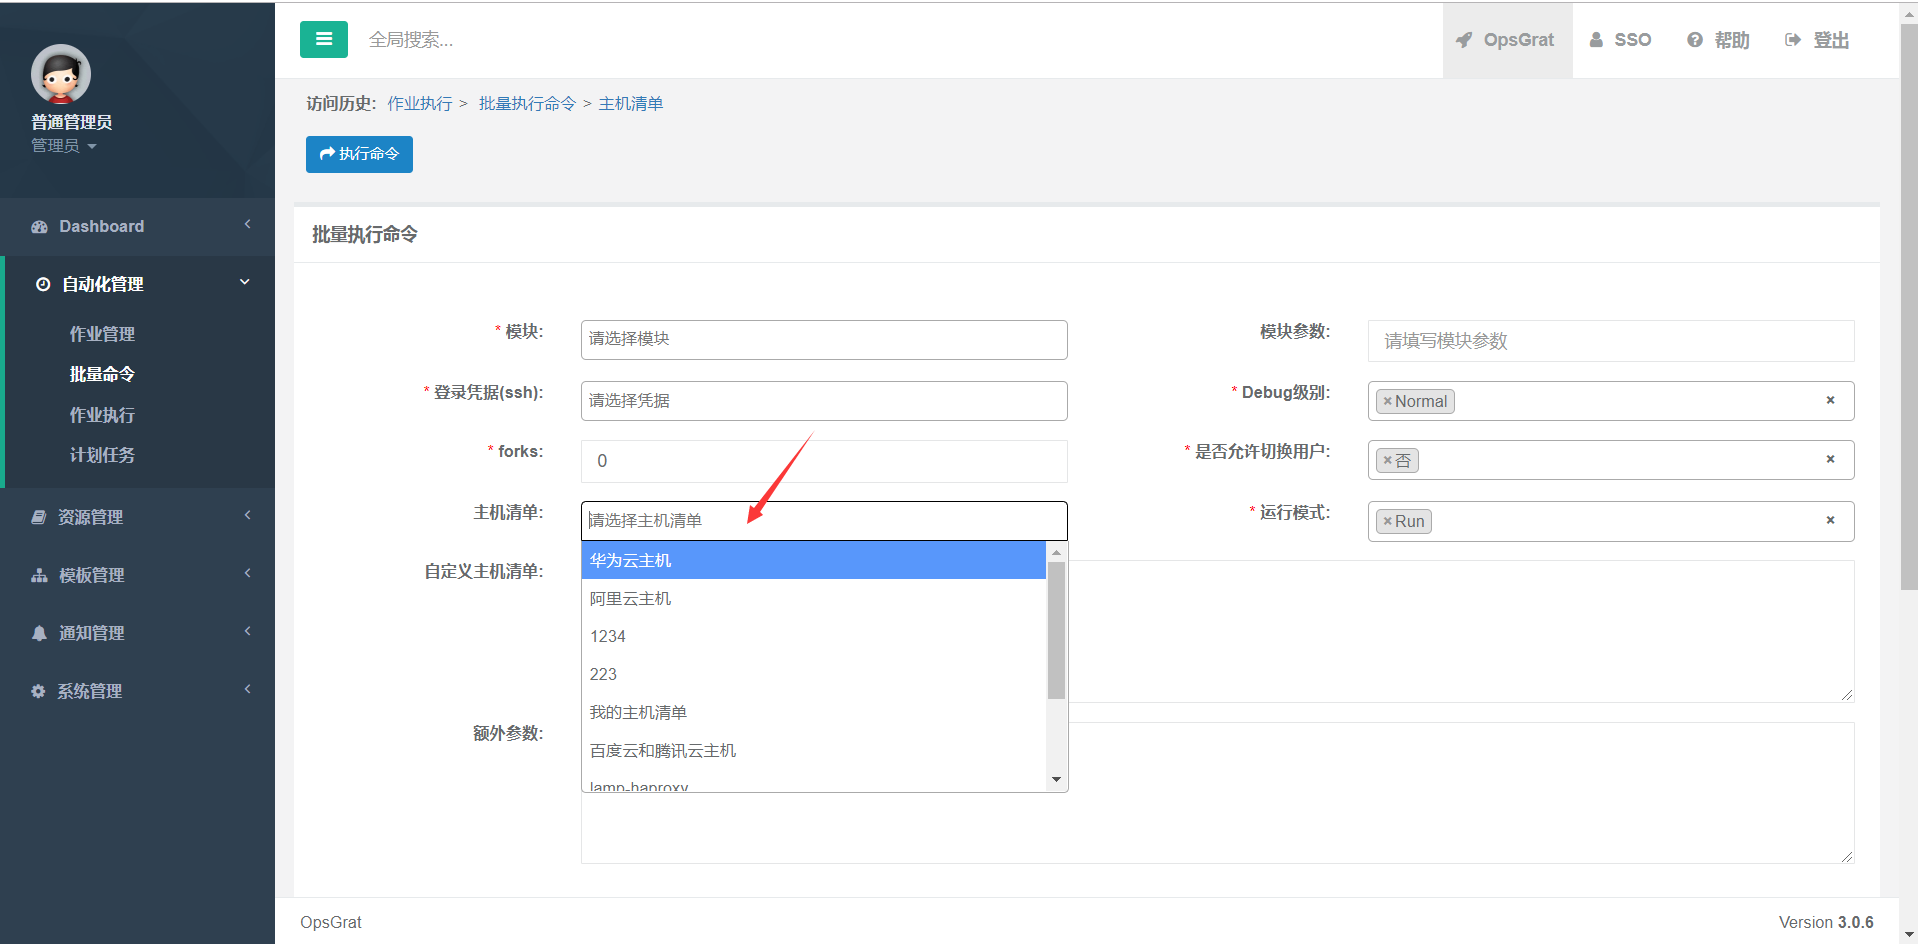 全局搜索...
OpsGrat
SSO
帮助
登出
普通管理员
管理员
Dashboard
自动化管理
作业管理
批量命令
作业执行
计划任务
资源管理
模板管理
通知管理
系统管理
访问历史: 作业执行 > 批量执行命令 > 主机清单
执行命令
批量执行命令
* 模块: 请选择模块
模块参数: 请填写模块参数
* 登录凭据(ssh): 请选择凭据
* Debug级别: ×Normal ×
* forks: 0
* 是否允许切换用户: ×否 ×
主机清单: 请选择主机清单
* 运行模式: ×Run ×
自定义主机清单:
华为云主机
阿里云主机
1234
223
我的主机清单
百度云和腾讯云主机
lamp-haproxy
额外参数:
OpsGrat
Version 3.0.6